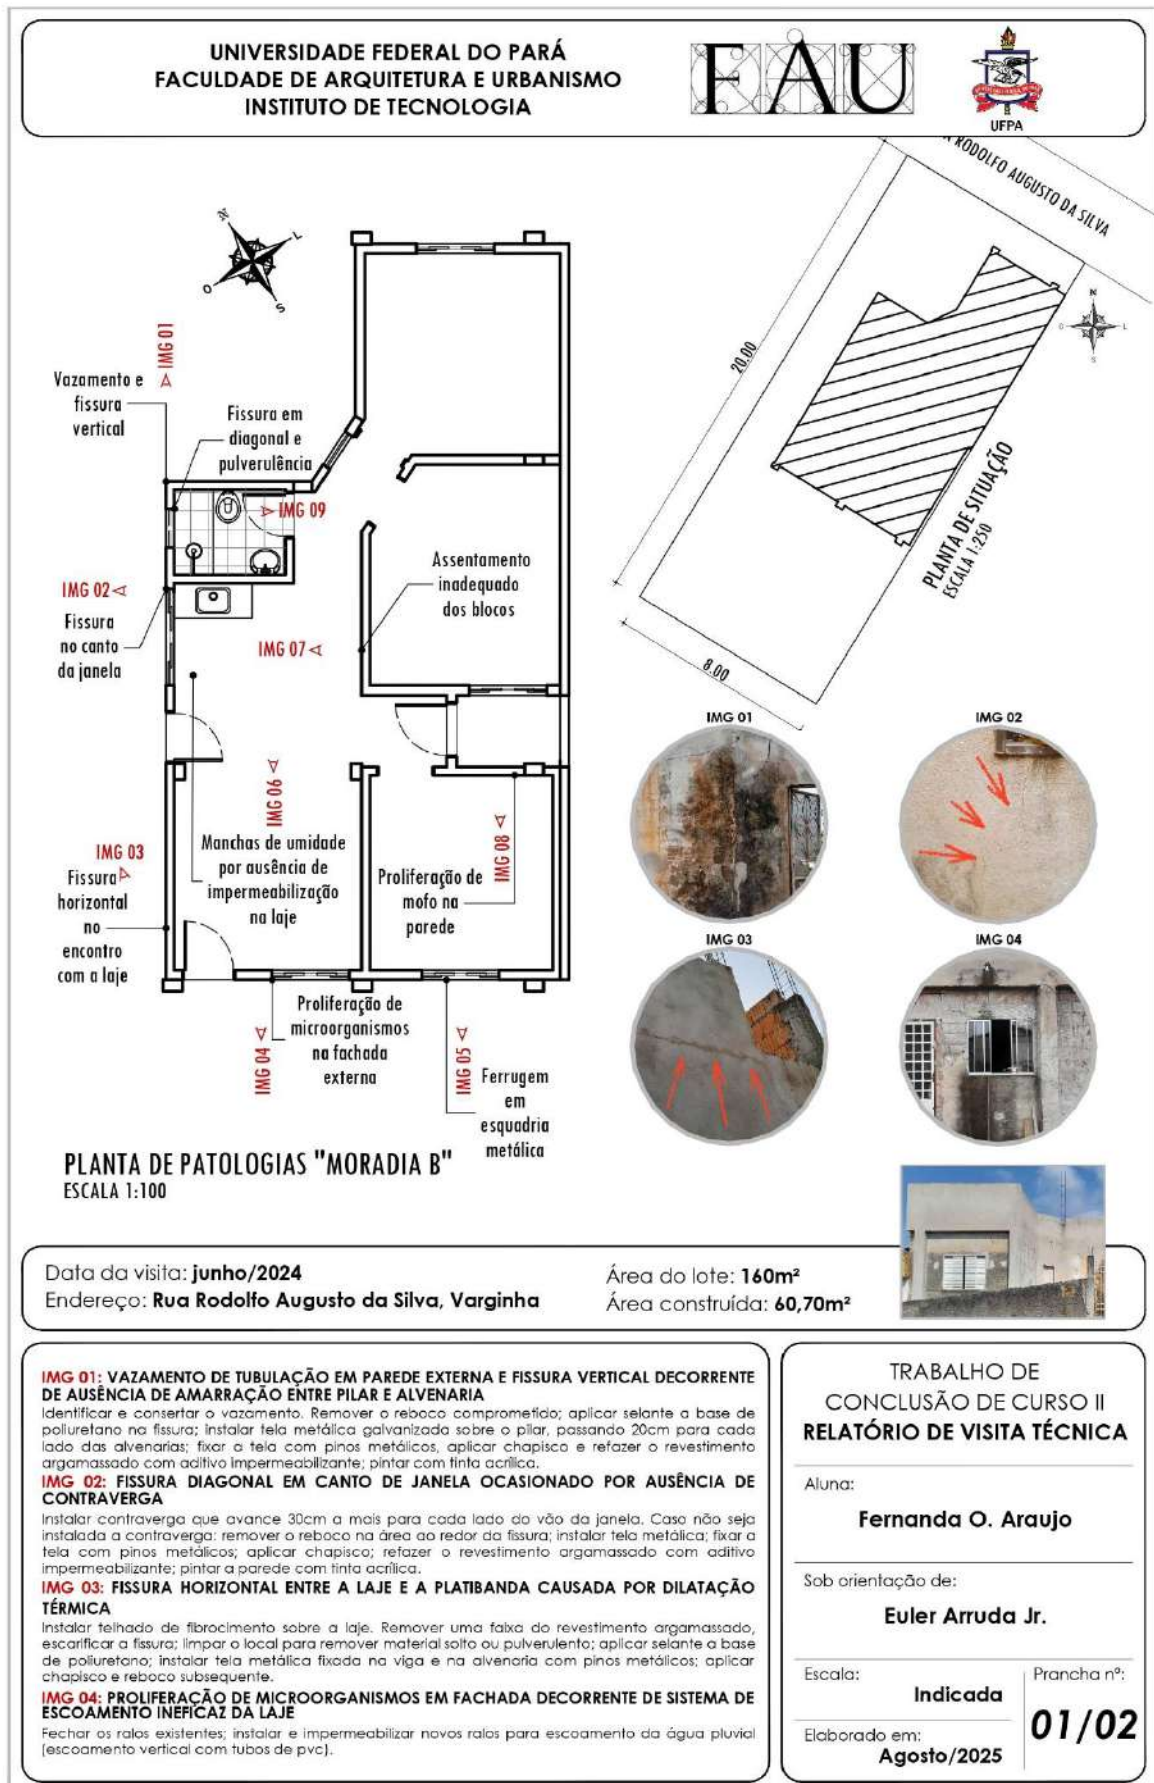 UNIVERSIDADE FEDERAL DO PARÁ
FACULDADE DE ARQUITETURA E URBANISMO
INSTITUTO DE TECNOLOGIA
FAU
UFPA
RODOLFO AUGUSTO DA SILVA
N
L
O
S
N
O
L
S
20.00
8.00
PLANTA DE SITUAÇÃO
ESCALA 1:250
IMG 01
Vazamento e
fissura
vertical
Fissura em
diagonal e
pulverulência
IMG 09
IMG 02
Fissura
no canto
da janela
Assentamento
inadequado
dos blocos
IMG 07
IMG 06
Manchas de umidade
por ausência de
impermeabilização
na laje
IMG 08
Proliferação de
mofo na
parede
IMG 03
Fissura
horizontal
no
encontro
com a laje
IMG 04
Proliferação de
microorganismos
na fachada
externa
IMG 05
Ferrugem
em
esquadria
metálica
IMG 01
IMG 02
IMG 03
IMG 04
PLANTA DE PATOLOGIAS "MORADIA B"
ESCALA 1:100
Data da visita: junho/2024
Endereço: Rua Rodolfo Augusto da Silva, Varginha
Área do lote: 160m²
Área construída: 60,70m²
IMG 01: VAZAMENTO DE TUBULAÇÃO EM PAREDE EXTERNA E FISSURA VERTICAL DECORRENTE
DE AUSÊNCIA DE AMARRAÇÃO ENTRE PILAR E ALVENARIA
Identificar e consertar o vazamento. Remover o reboco comprometido; aplicar selante a base de
poliuretano na fissura; instalar tela metálica galvanizada sobre o pilar, passando 20cm para cada
lado das alvenarias; fixar a tela com pinos metálicos, aplicar chapisco e refazer o revestimento
argamassado com aditivo impermeabilizante; pintar com tinta acrílica.
IMG 02: FISSURA DIAGONAL EM CANTO DE JANELA OCASIONADO POR AUSÊNCIA DE
CONTRAVERGA
Instalar contraverga que avance 30cm a mais para cada lado do vão da janela. Caso não seja
instalada a contraverga: remover o reboco na área ao redor da fissura; instalar tela metálica; fixar a
tela com pinos metálicos; aplicar chapisco; refazer o revestimento argamassado com aditivo
impermeabilizante; pintar a parede com tinta acrílica.
IMG 03: FISSURA HORIZONTAL ENTRE A LAJE E A PLATIBANDA CAUSADA POR DILATAÇÃO
TÉRMICA
Instalar telhado de fibrocimento sobre a laje. Remover uma faixa do revestimento argamassado,
escarificar a fissura; limpar o local para remover material solto ou pulverulento; aplicar selante a base
de poliuretano; instalar tela metálica fixada na viga e na alvenaria com pinos metálicos; aplicar
chapisco e reboco subsequente.
IMG 04: PROLIFERAÇÃO DE MICROORGANISMOS EM FACHADA DECORRENTE DE SISTEMA DE
ESCOAMENTO INEFICAZ DA LAJE
Fechar os ralos existentes; instalar e impermeabilizar novos ralos para escoamento da água pluvial
(escoamento vertical com tubos de pvc).
TRABALHO DE
CONCLUSÃO DE CURSO II
RELATÓRIO DE VISITA TÉCNICA
Aluna:
Fernanda O. Araujo
Sob orientação de:
Euler Arruda Jr.
Escala:
Indicada
Elaborado em:
Agosto/2025
Prancha nº:
01/02